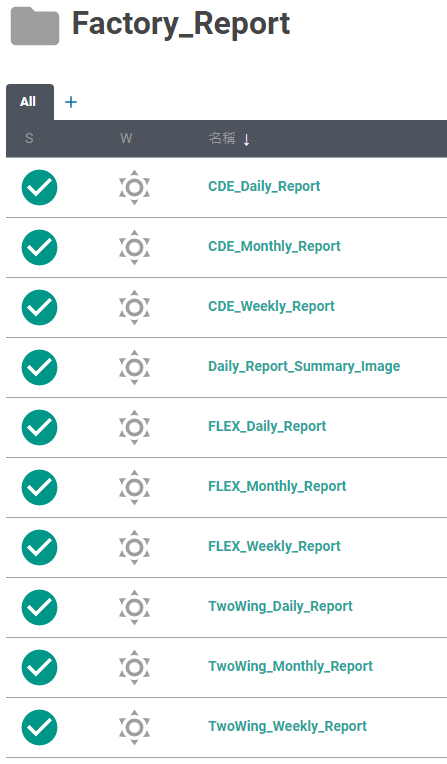 Factory_Report
All +
S W 名稱 ↓
CDE_Daily_Report
CDE_Monthly_Report
CDE_Weekly_Report
Daily_Report_Summary_Image
FLEX_Daily_Report
FLEX_Monthly_Report
FLEX_Weekly_Report
TwoWing_Daily_Report
TwoWing_Monthly_Report
TwoWing_Weekly_Report